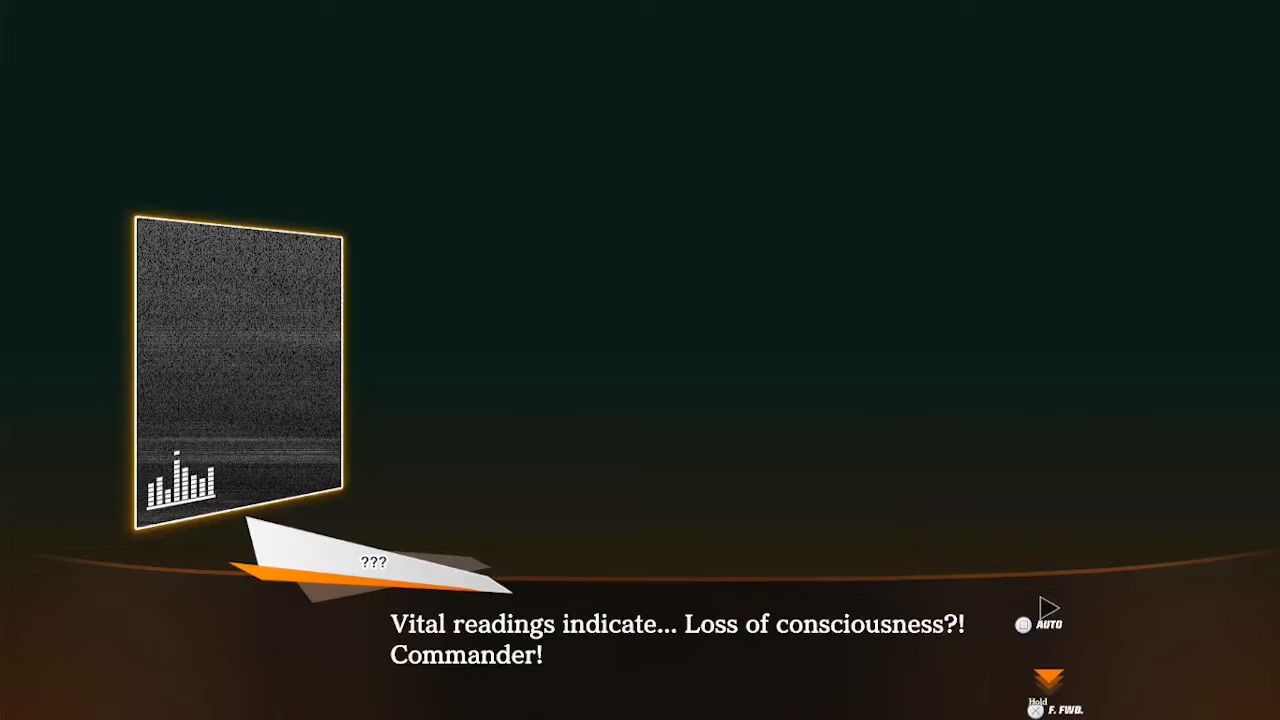 ???
Vital readings indicate... Loss of consciousness?!
Commander!
AUTO
Hold
F. FWD.